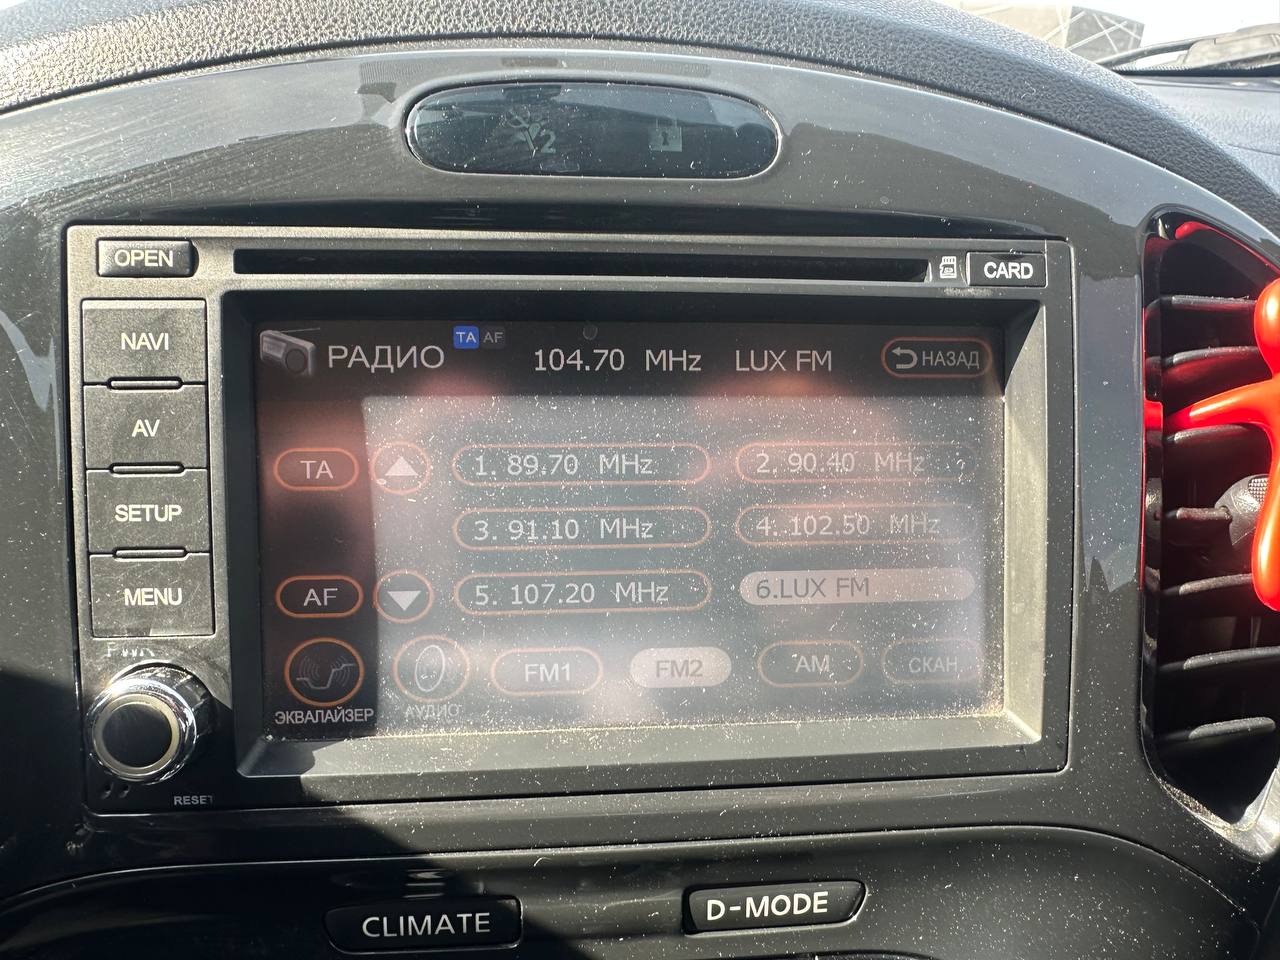 2
OPEN
CARD
NAVI
AV
SETUP
MENU
PWR
RESET
РАДИО
TA AF
104.70 MHz LUX FM
НАЗАД
TA
1. 89.70 MHz
2. 90.40 MHz
3. 91.10 MHz
4. 102.50 MHz
AF
5. 107.20 MHz
6.LUX FM
ЭКВАЛАЙЗЕР
АУДИО
FM1
FM2
AM
СКАН
CLIMATE
D-MODE